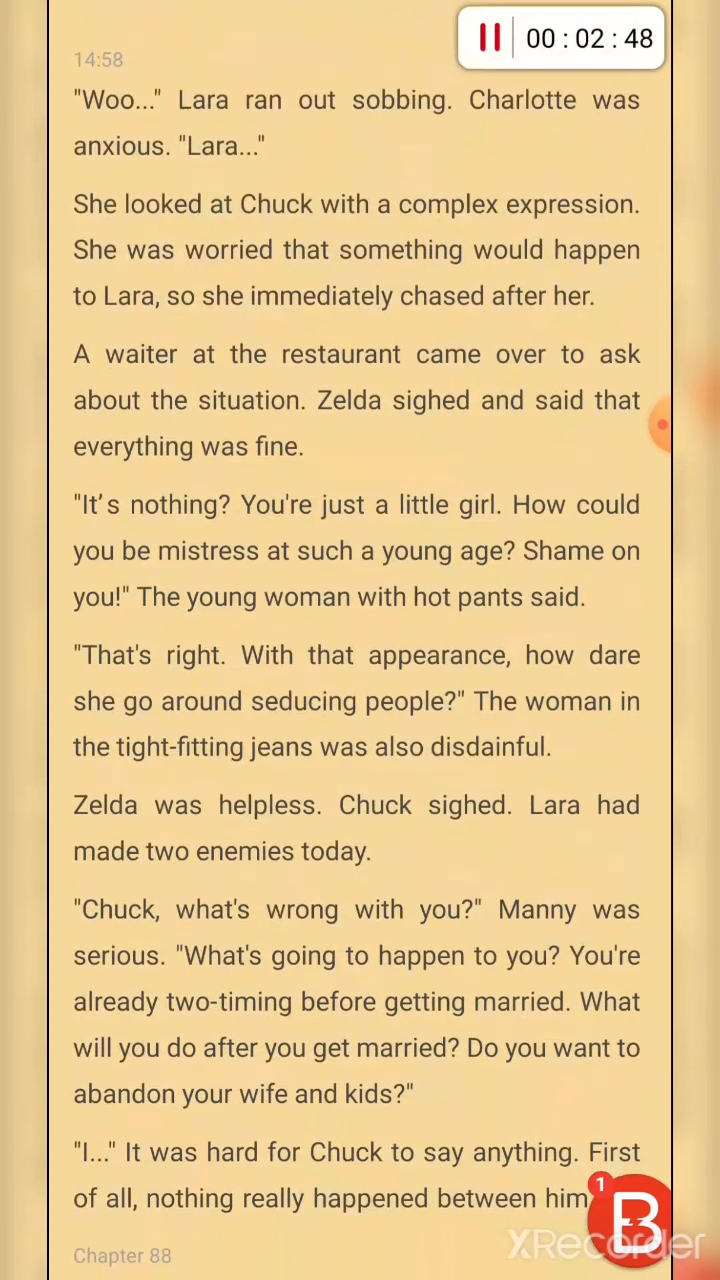 00 : 02 : 48
14:58
"Woo..." Lara ran out sobbing. Charlotte was
anxious. "Lara..."
She looked at Chuck with a complex expression.
She was worried that something would happen
to Lara, so she immediately chased after her.
A waiter at the restaurant came over to ask
about the situation. Zelda sighed and said that
everything was fine.
"It’s nothing? You're just a little girl. How could
you be mistress at such a young age? Shame on
you!" The young woman with hot pants said.
"That's right. With that appearance, how dare
she go around seducing people?" The woman in
the tight-fitting jeans was also disdainful.
Zelda was helpless. Chuck sighed. Lara had
made two enemies today.
"Chuck, what's wrong with you?" Manny was
serious. "What's going to happen to you? You're
already two-timing before getting married. What
will you do after you get married? Do you want to
abandon your wife and kids?"
"I..." It was hard for Chuck to say anything. First
of all, nothing really happened between him
1
B
XRecorder
Chapter 88